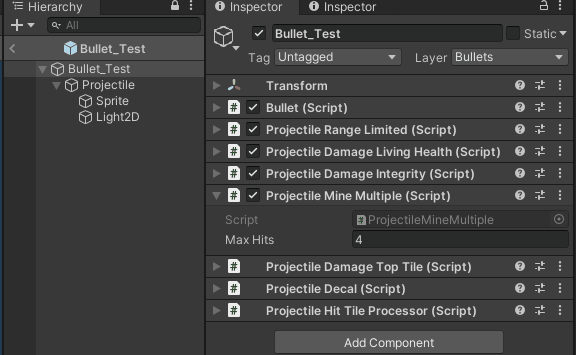 Hierarchy
All
Bullet_Test
Bullet_Test
Projectile
Sprite
Light2D
Inspector
Inspector
Bullet_Test
Static
Tag
Untagged
Layer
Bullets
Transform
Bullet (Script)
Projectile Range Limited (Script)
Projectile Damage Living Health (Script)
Projectile Damage Integrity (Script)
Projectile Mine Multiple (Script)
Script
ProjectileMineMultiple
Max Hits
4
Projectile Damage Top Tile (Script)
Projectile Decal (Script)
Projectile Hit Tile Processor (Script)
Add Component